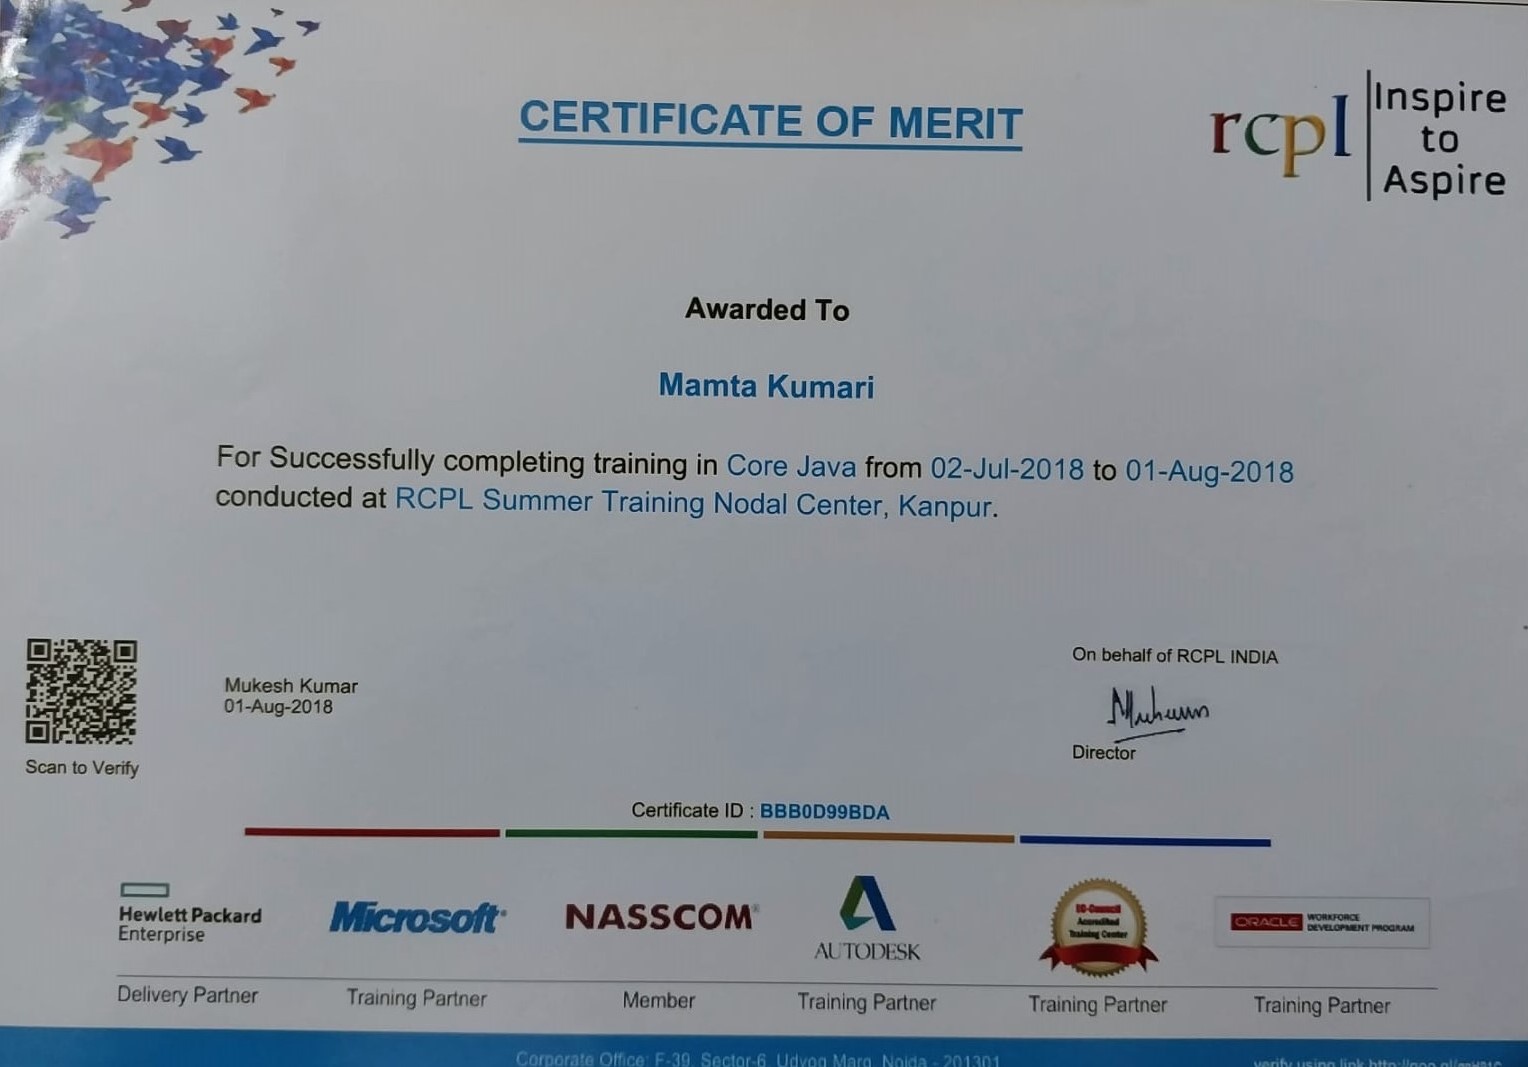 CERTIFICATE OF MERIT
rcpl
Inspire
to
Aspire
Awarded To
Mamta Kumari
For Successfully completing training in Core Java from 02-Jul-2018 to 01-Aug-2018
conducted at RCPL Summer Training Nodal Center, Kanpur.
On behalf of RCPL INDIA
Mukesh Kumar
01-Aug-2018
Director
Scan to Verify
Certificate ID : BBB0D99BDA
Hewlett Packard
Enterprise
Microsoft
NASSCOM®
AUTODESK
EC-Council
Accredited
Training Center
ORACLE
WORKFORCE
DEVELOPMENT PROGRAM
Delivery Partner
Training Partner
Member
Training Partner
Training Partner
Training Partner
Corporate Office: F-39, Sector-6, Udyog Marg, Noida - 201301
verify using link